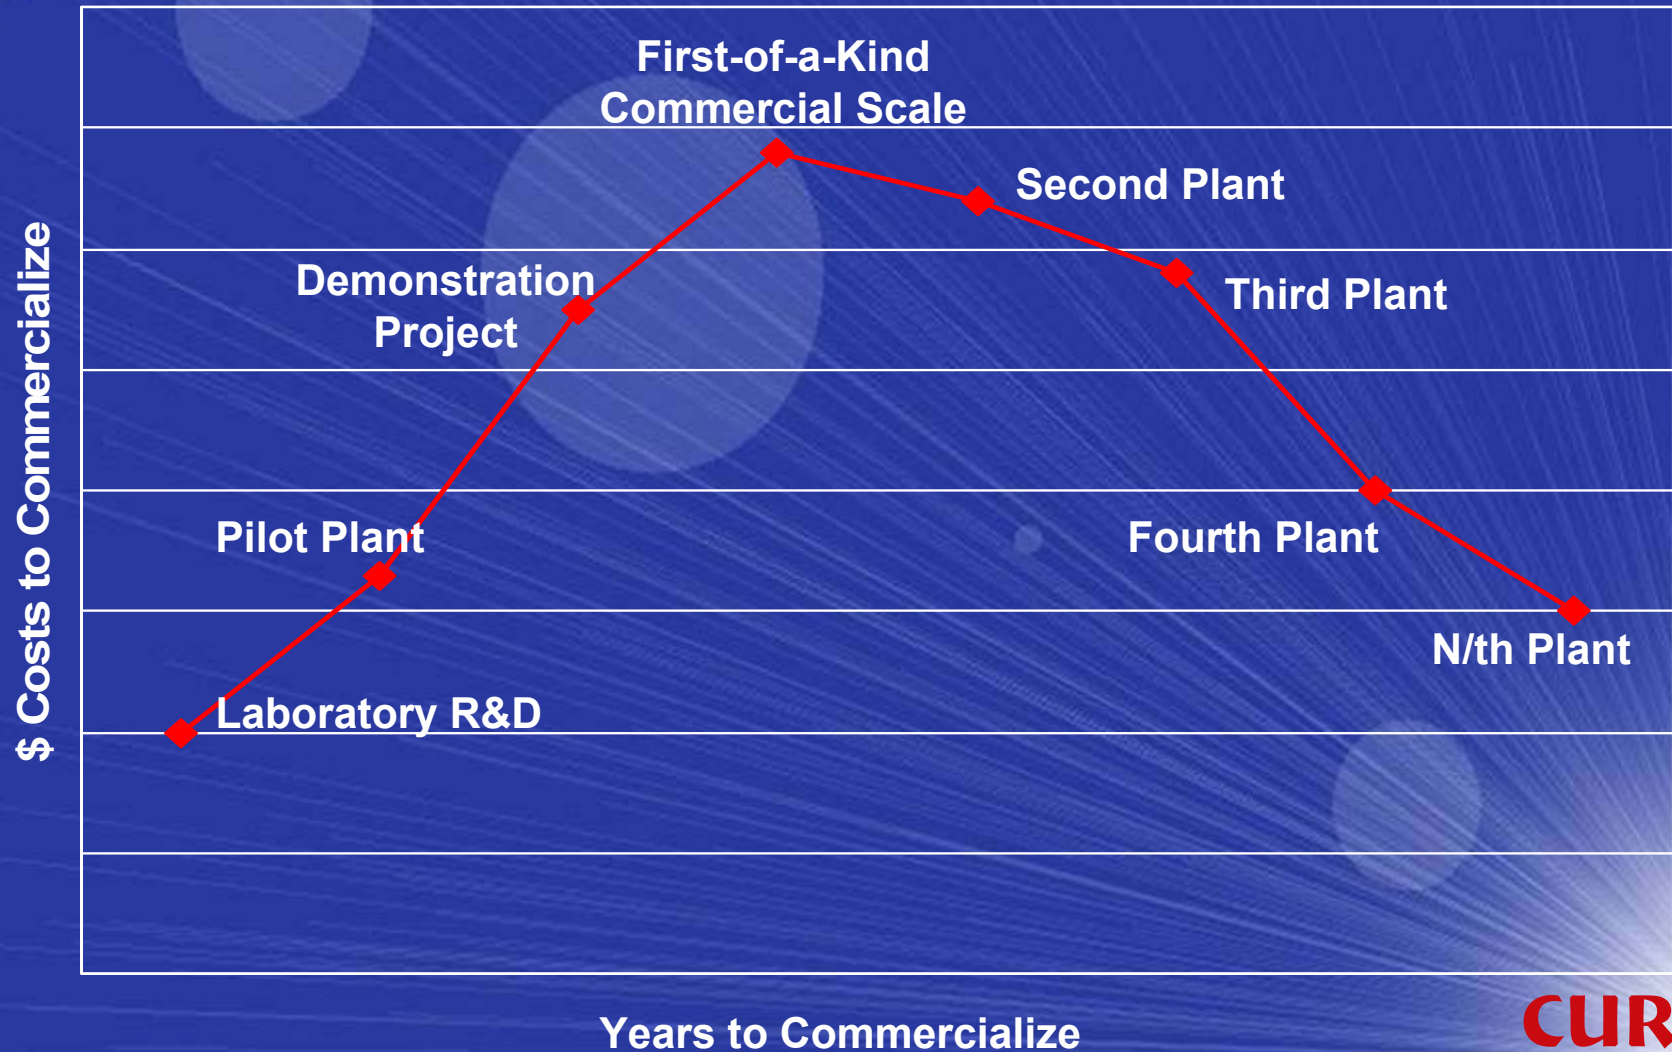 First-of-a-Kind
Commercial Scale
Second Plant
Demonstration
Project
Third Plant
Pilot Plant
Fourth Plant
N/th Plant
Laboratory R&D
$ Costs to Commercialize
Years to Commercialize
CUR